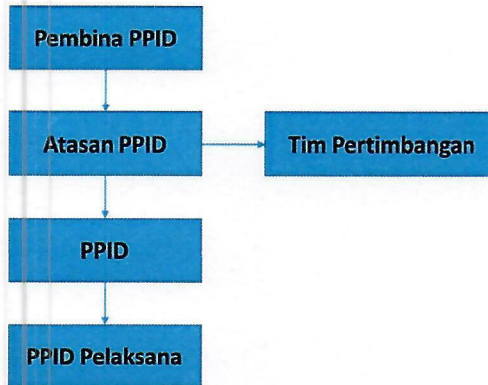 Pembina PPID
Atasan PPID
Tim Pertimbangan
PPID
PPID Pelaksana